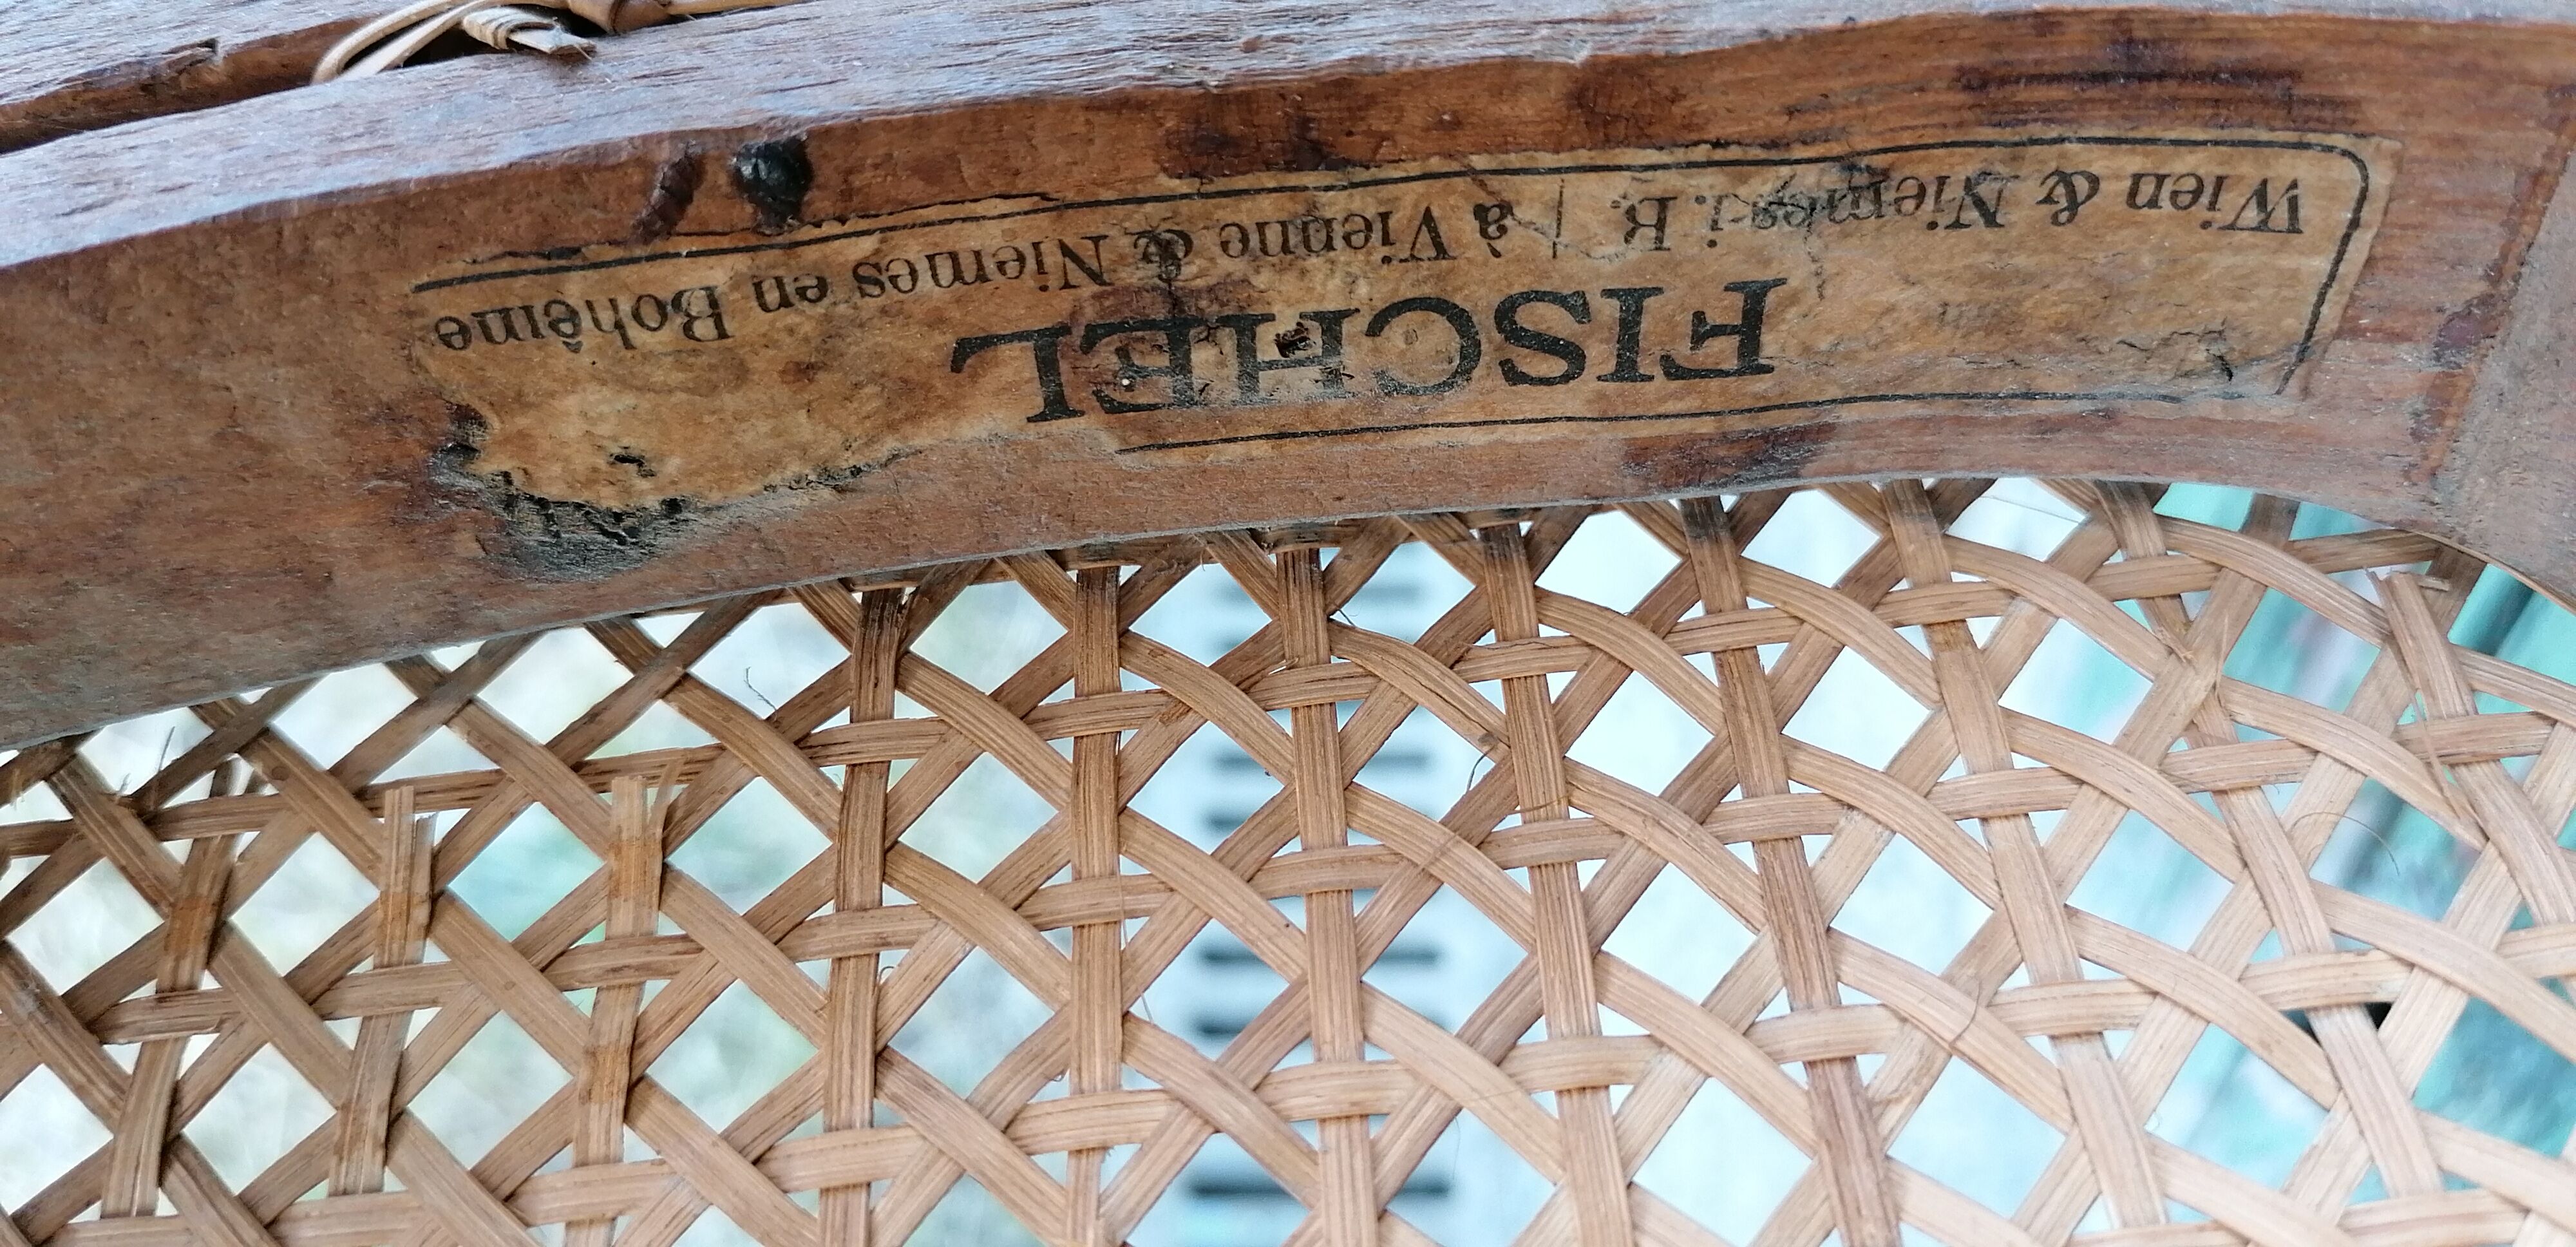 FISCHEL
Wien & Niemes i. B. | à Vienne & Niemes en Bohême